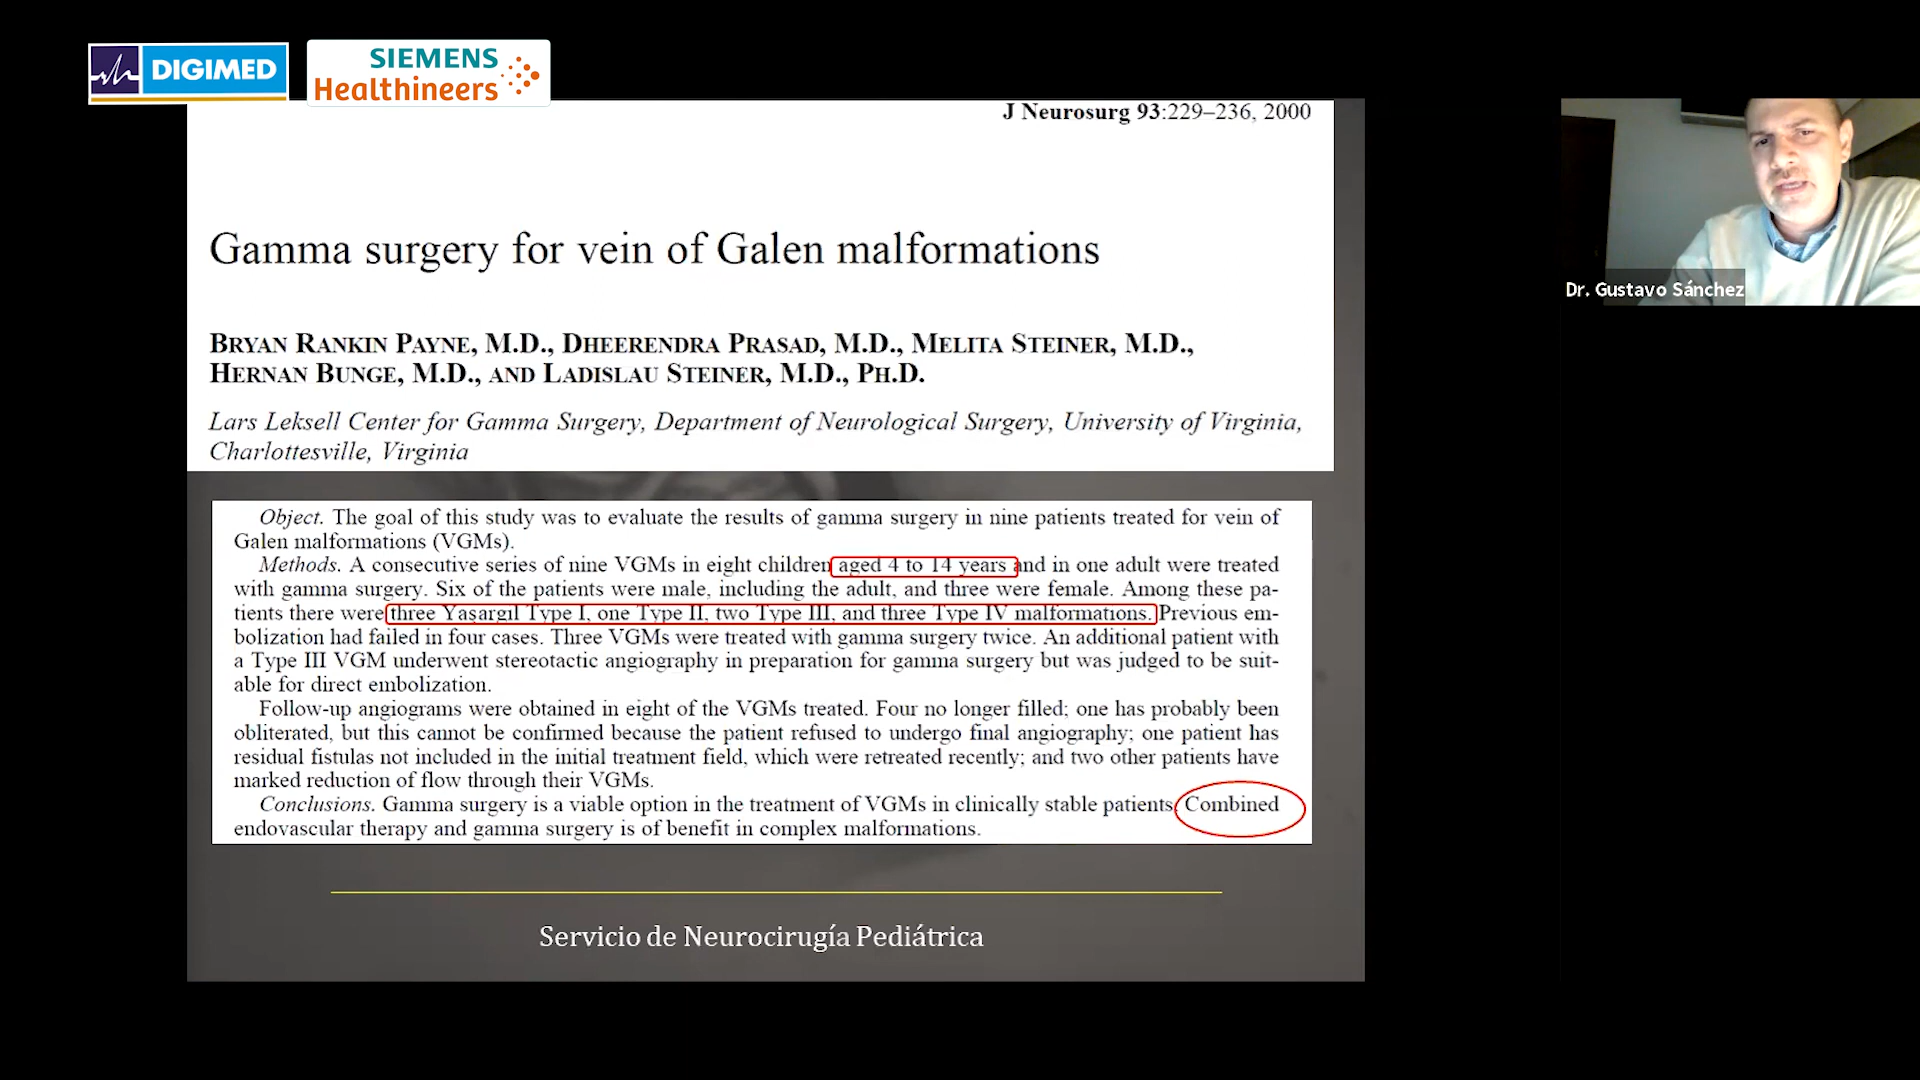 DIGIMED
SIEMENS
Healthineers
J Neurosurg 93:229–236, 2000
Gamma surgery for vein of Galen malformations
BRYAN RANKIN PAYNE, M.D., DHEERENDRA PRASAD, M.D., MELITA STEINER, M.D.,
HERNAN BUNGE, M.D., AND LADISLAU STEINER, M.D., PH.D.
Lars Leksell Center for Gamma Surgery, Department of Neurological Surgery, University of Virginia,
Charlottesville, Virginia
Object. The goal of this study was to evaluate the results of gamma surgery in nine patients treated for vein of
Galen malformations (VGMs).
Methods. A consecutive series of nine VGMs in eight children aged 4 to 14 years and in one adult were treated
with gamma surgery. Six of the patients were male, including the adult, and three were female. Among these pa-
tients there were three Yaşargil Type I, one Type II, two Type III, and three Type IV malformations. Previous em-
bolization had failed in four cases. Three VGMs were treated with gamma surgery twice. An additional patient with
a Type III VGM underwent stereotactic angiography in preparation for gamma surgery but was judged to be suit-
able for direct embolization.
Follow-up angiograms were obtained in eight of the VGMs treated. Four no longer filled; one has probably been
obliterated, but this cannot be confirmed because the patient refused to undergo final angiography; one patient has
residual fistulas not included in the initial treatment field, which were retreated recently; and two other patients have
marked reduction of flow through their VGMs.
Conclusions. Gamma surgery is a viable option in the treatment of VGMs in clinically stable patients. Combined
endovascular therapy and gamma surgery is of benefit in complex malformations.
Servicio de Neurocirugía Pediátrica
Dr. Gustavo Sánchez